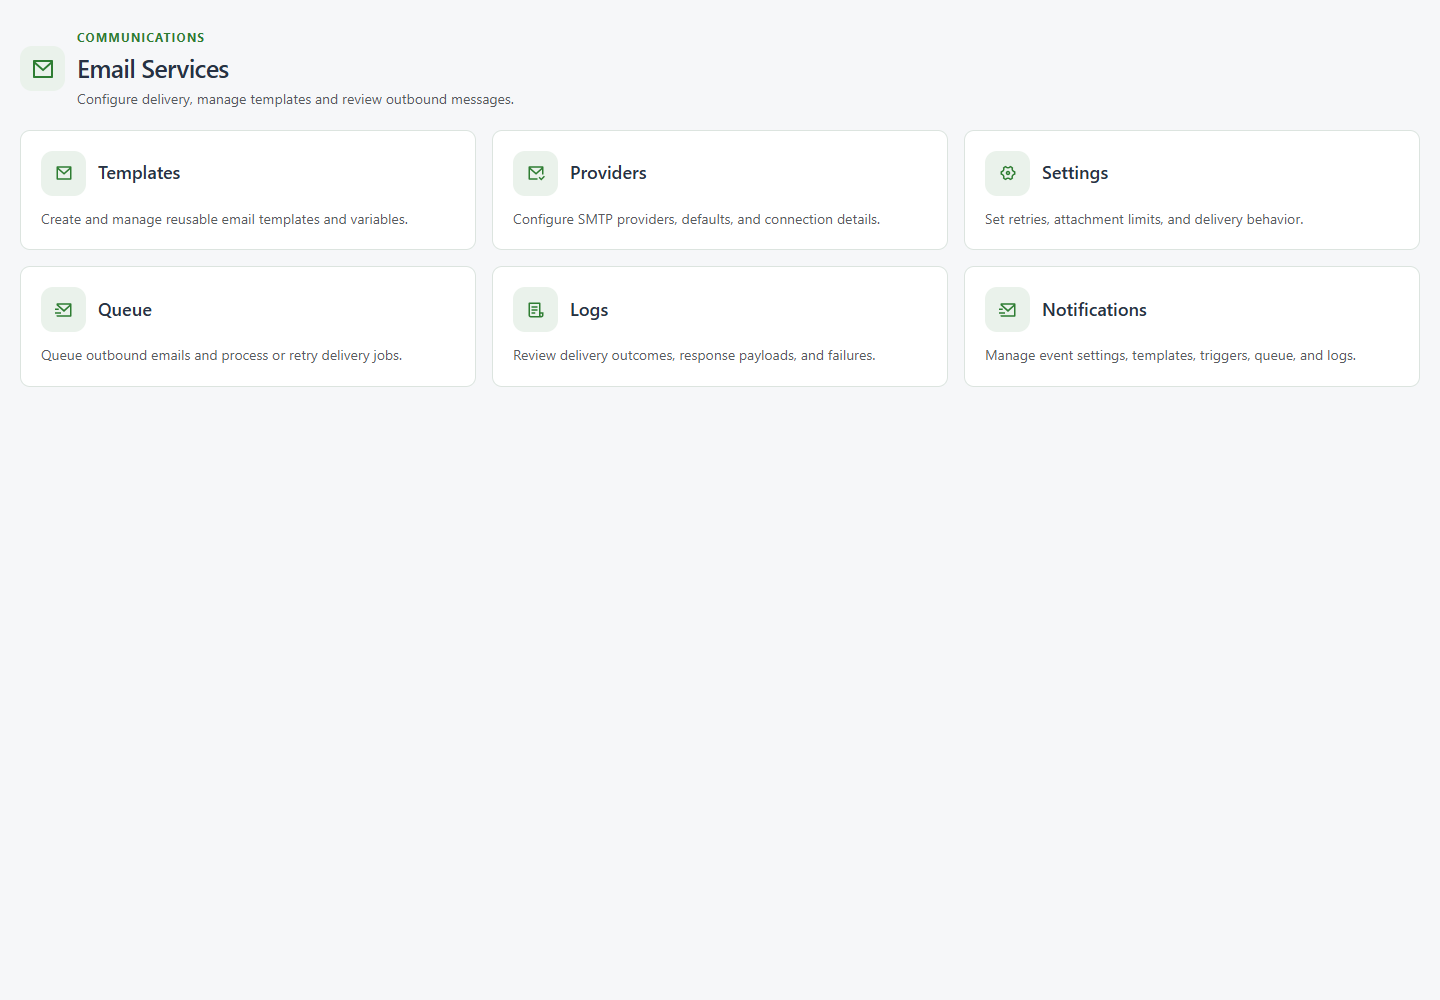 COMMUNICATIONS
Email Services
Configure delivery, manage templates and review outbound messages.
Templates
Create and manage reusable email templates and variables.
Providers
Configure SMTP providers, defaults, and connection details.
Settings
Set retries, attachment limits, and delivery behavior.
Queue
Queue outbound emails and process or retry delivery jobs.
Logs
Review delivery outcomes, response payloads, and failures.
Notifications
Manage event settings, templates, triggers, queue, and logs.